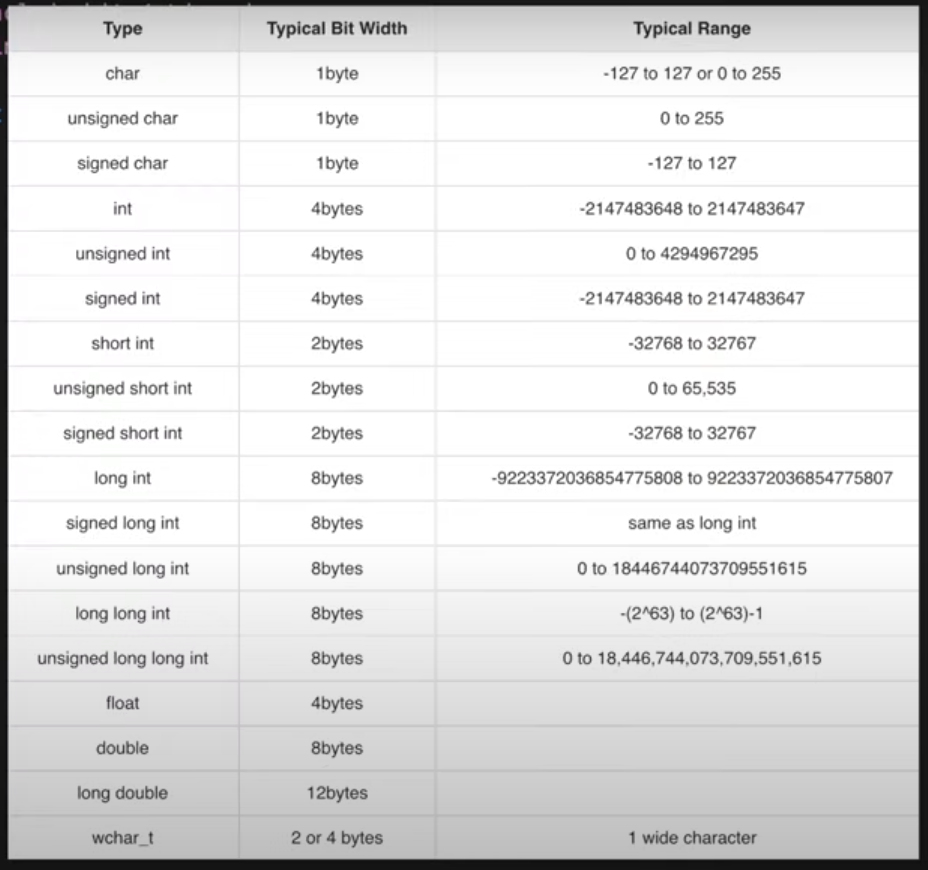 Type Typical Bit Width Typical Range
char 1byte -127 to 127 or 0 to 255
unsigned char 1byte 0 to 255
signed char 1byte -127 to 127
int 4bytes -2147483648 to 2147483647
unsigned int 4bytes 0 to 4294967295
signed int 4bytes -2147483648 to 2147483647
short int 2bytes -32768 to 32767
unsigned short int 2bytes 0 to 65,535
signed short int 2bytes -32768 to 32767
long int 8bytes -9223372036854775808 to 9223372036854775807
signed long int 8bytes same as long int
unsigned long int 8bytes 0 to 18446744073709551615
long long int 8bytes -(2^63) to (2^63)-1
unsigned long long int 8bytes 0 to 18,446,744,073,709,551,615
float 4bytes
double 8bytes
long double 12bytes
wchar_t 2 or 4 bytes 1 wide character